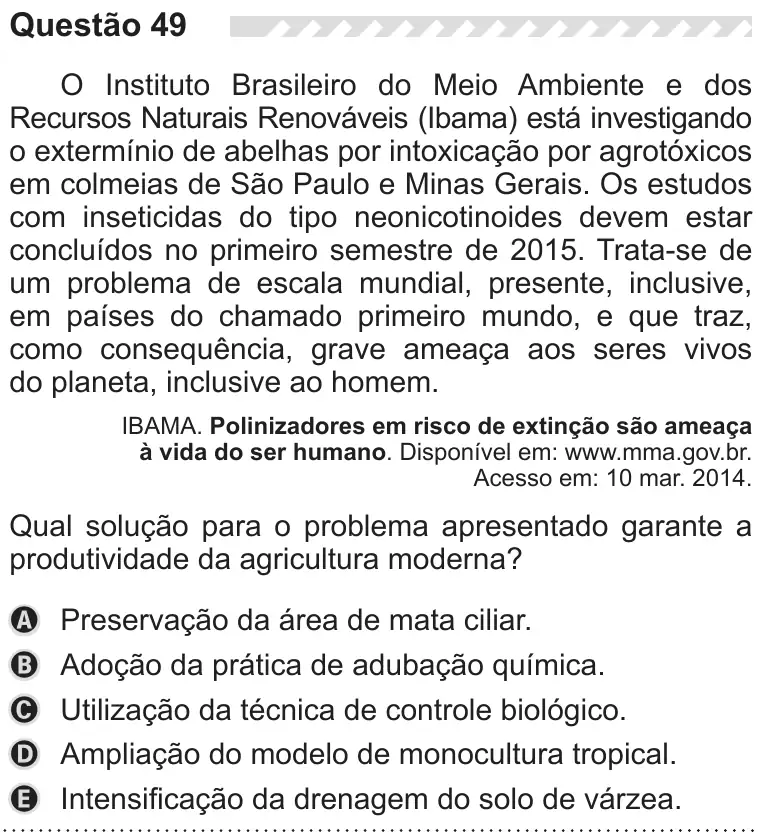 Questão 49
O Instituto Brasileiro do Meio Ambiente e dos
Recursos Naturais Renováveis (Ibama) está investigando
o extermínio de abelhas por intoxicação por agrotóxicos
em colmeias de São Paulo e Minas Gerais. Os estudos
com inseticidas do tipo neonicotinoides devem estar
concluídos no primeiro semestre de 2015. Trata-se de
um problema de escala mundial, presente, inclusive,
em países do chamado primeiro mundo, e que traz,
como consequência, grave ameaça aos seres vivos
do planeta, inclusive ao homem.
IBAMA. Polinizadores em risco de extinção são ameaça
à vida do ser humano. Disponível em: www.mma.gov.br.
Acesso em: 10 mar. 2014.
Qual solução para o problema apresentado garante a
produtividade da agricultura moderna?
A Preservação da área de mata ciliar.
B Adoção da prática de adubação química.
C Utilização da técnica de controle biológico.
D Ampliação do modelo de monocultura tropical.
E Intensificação da drenagem do solo de várzea.